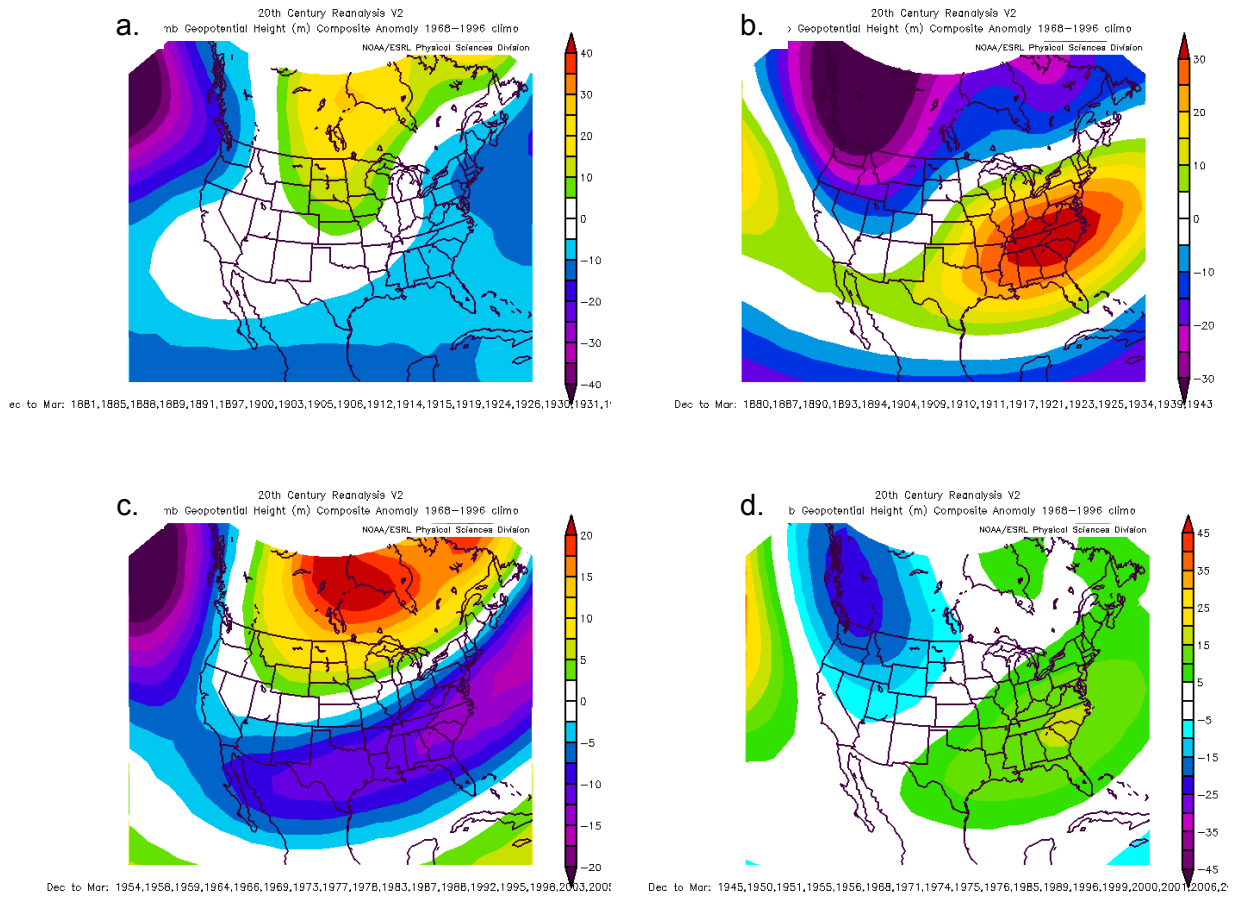 a.
20th Century Reanalysis V2
mb Geopotential Height (m) Composite Anomaly 1968-1996 climo
NOAA/ESRL Physical Sciences Division
40
30
20
10
0
-10
-20
-30
-40
ec to Mar: 1881,1885,1888,1889,1891,1897,1900,1903,1905,1906,1912,1914,1915,1919,1924,1926,1930,1931,1
b.
20th Century Reanalysis V2
Geopotential Height (m) Composite Anomaly 1968-1996 climo
NOAA/ESRL Physical Sciences Division
30
20
10
0
-10
-20
-30
Dec to Mar: 1880,1887,1890,1893,1894,1904,1909,1910,1911,1917,1921,1923,1925,1934,1939,1943
c.
20th Century Reanalysis V2
mb Geopotential Height (m) Composite Anomaly 1968-1996 climo
NOAA/ESRL Physical Sciences Division
20
15
10
5
0
-5
-10
-15
-20
Dec to Mar: 1954,1958,1959,1964,1966,1969,1973,1977,1978,1983,1987,1988,1992,1995,1998,2003,2005
d.
20th Century Reanalysis V2
b Geopotential Height (m) Composite Anomaly 1968-1996 climo
NOAA/ESRL Physical Sciences Division
45
35
25
15
5
-5
-15
-25
-35
-45
Dec to Mar: 1945,1950,1951,1955,1956,1968,1971,1974,1975,1976,1985,1989,1996,1999,2000,2001,2006,2